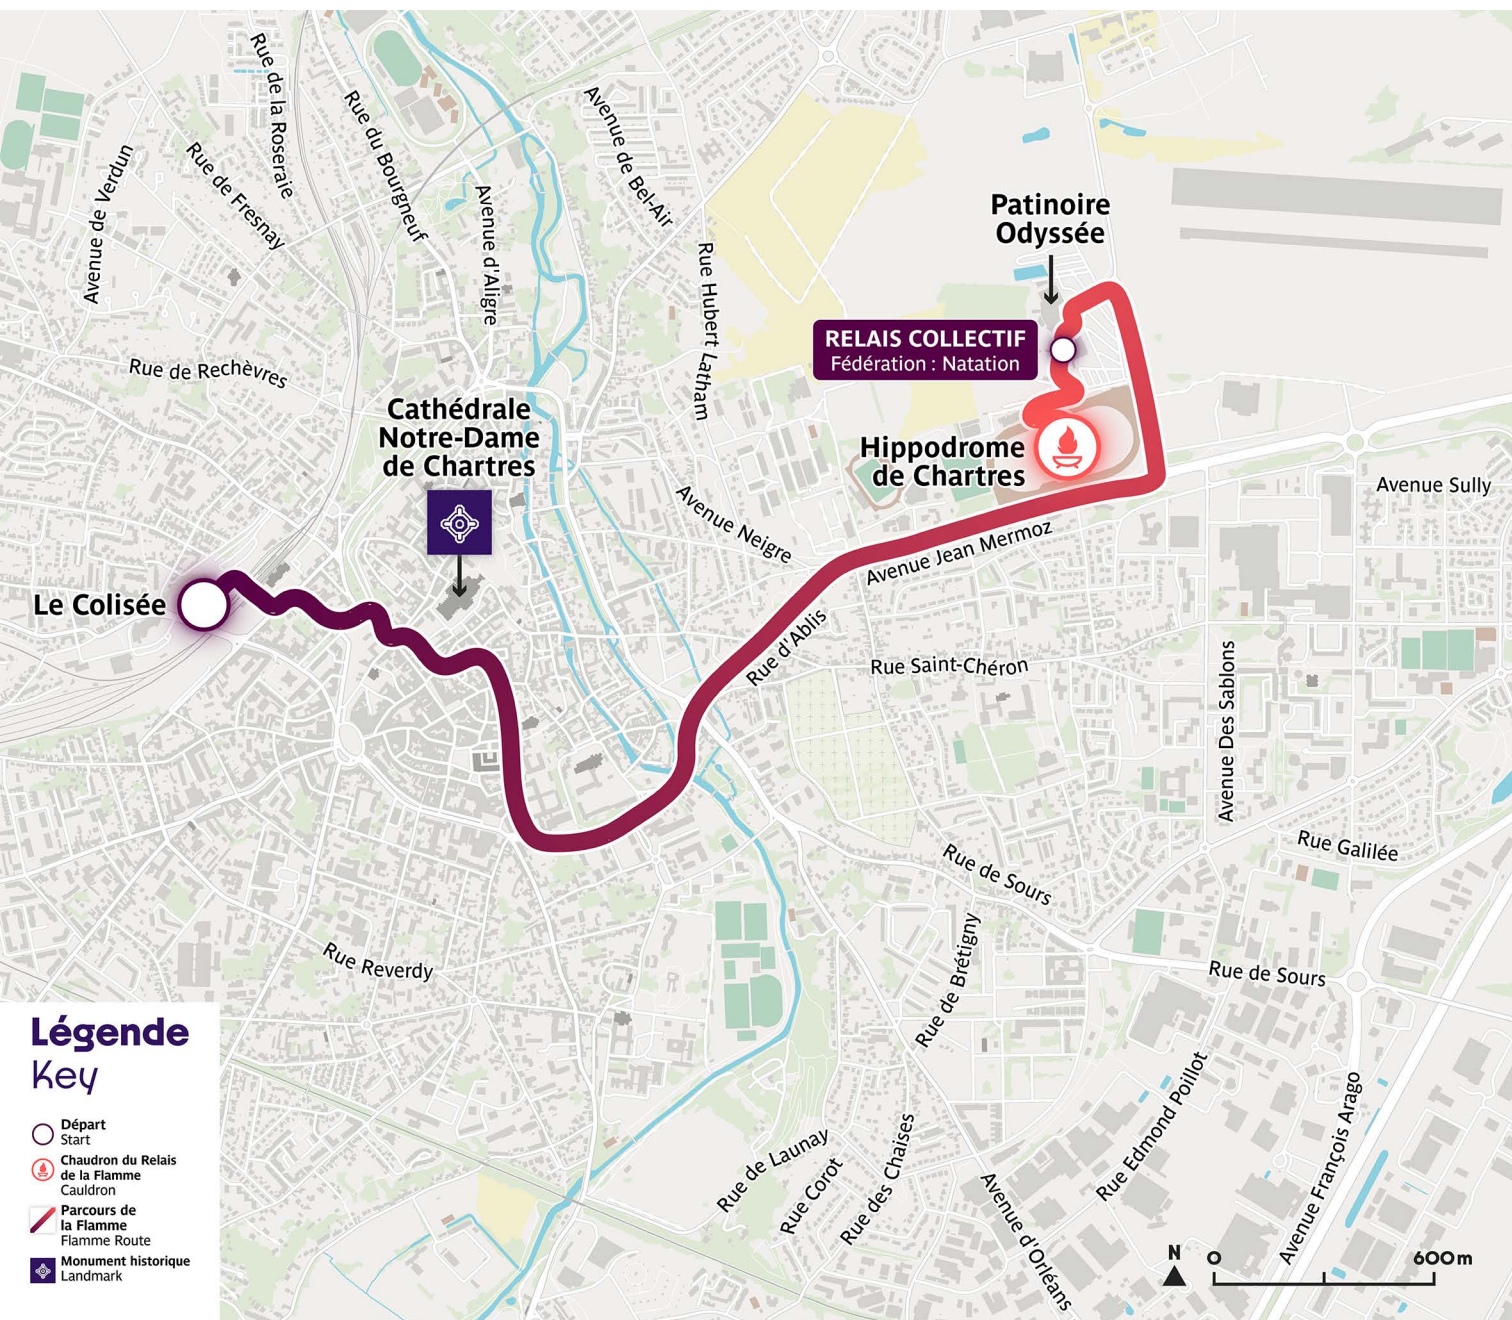 Rue de la Roseraie
Rue du Bourgneuf
Avenue de Bel-Air
Avenue de Verdun
Rue de Fresnay
Avenue d'Aligre
Rue Hubert Latham
Patinoire
Odyssée
RELAIS COLLECTIF
Fédération : Natation
Rue de Rechèvres
Cathédrale
Notre-Dame
de Chartres
Hippodrome
de Chartres
Avenue Sully
Avenue Neigre
Avenue Jean Mermoz
Le Colisée
Rue d'Ablis
Rue Saint-Chéron
Avenue Des Sablons
Rue Galilée
Rue de Sours
Rue Reverdy
Rue de Brétigny
Rue de Sours
Rue Edmond Poillot
Avenue François Arago
Rue de Launay
Rue Corot
Rue des Chaises
Avenue d'Orléans
Légende
Key
Départ
Start
Chaudron du Relais
de la Flamme
Cauldron
Parcours de
la Flamme
Flamme Route
Monument historique
Landmark
N
0
600m